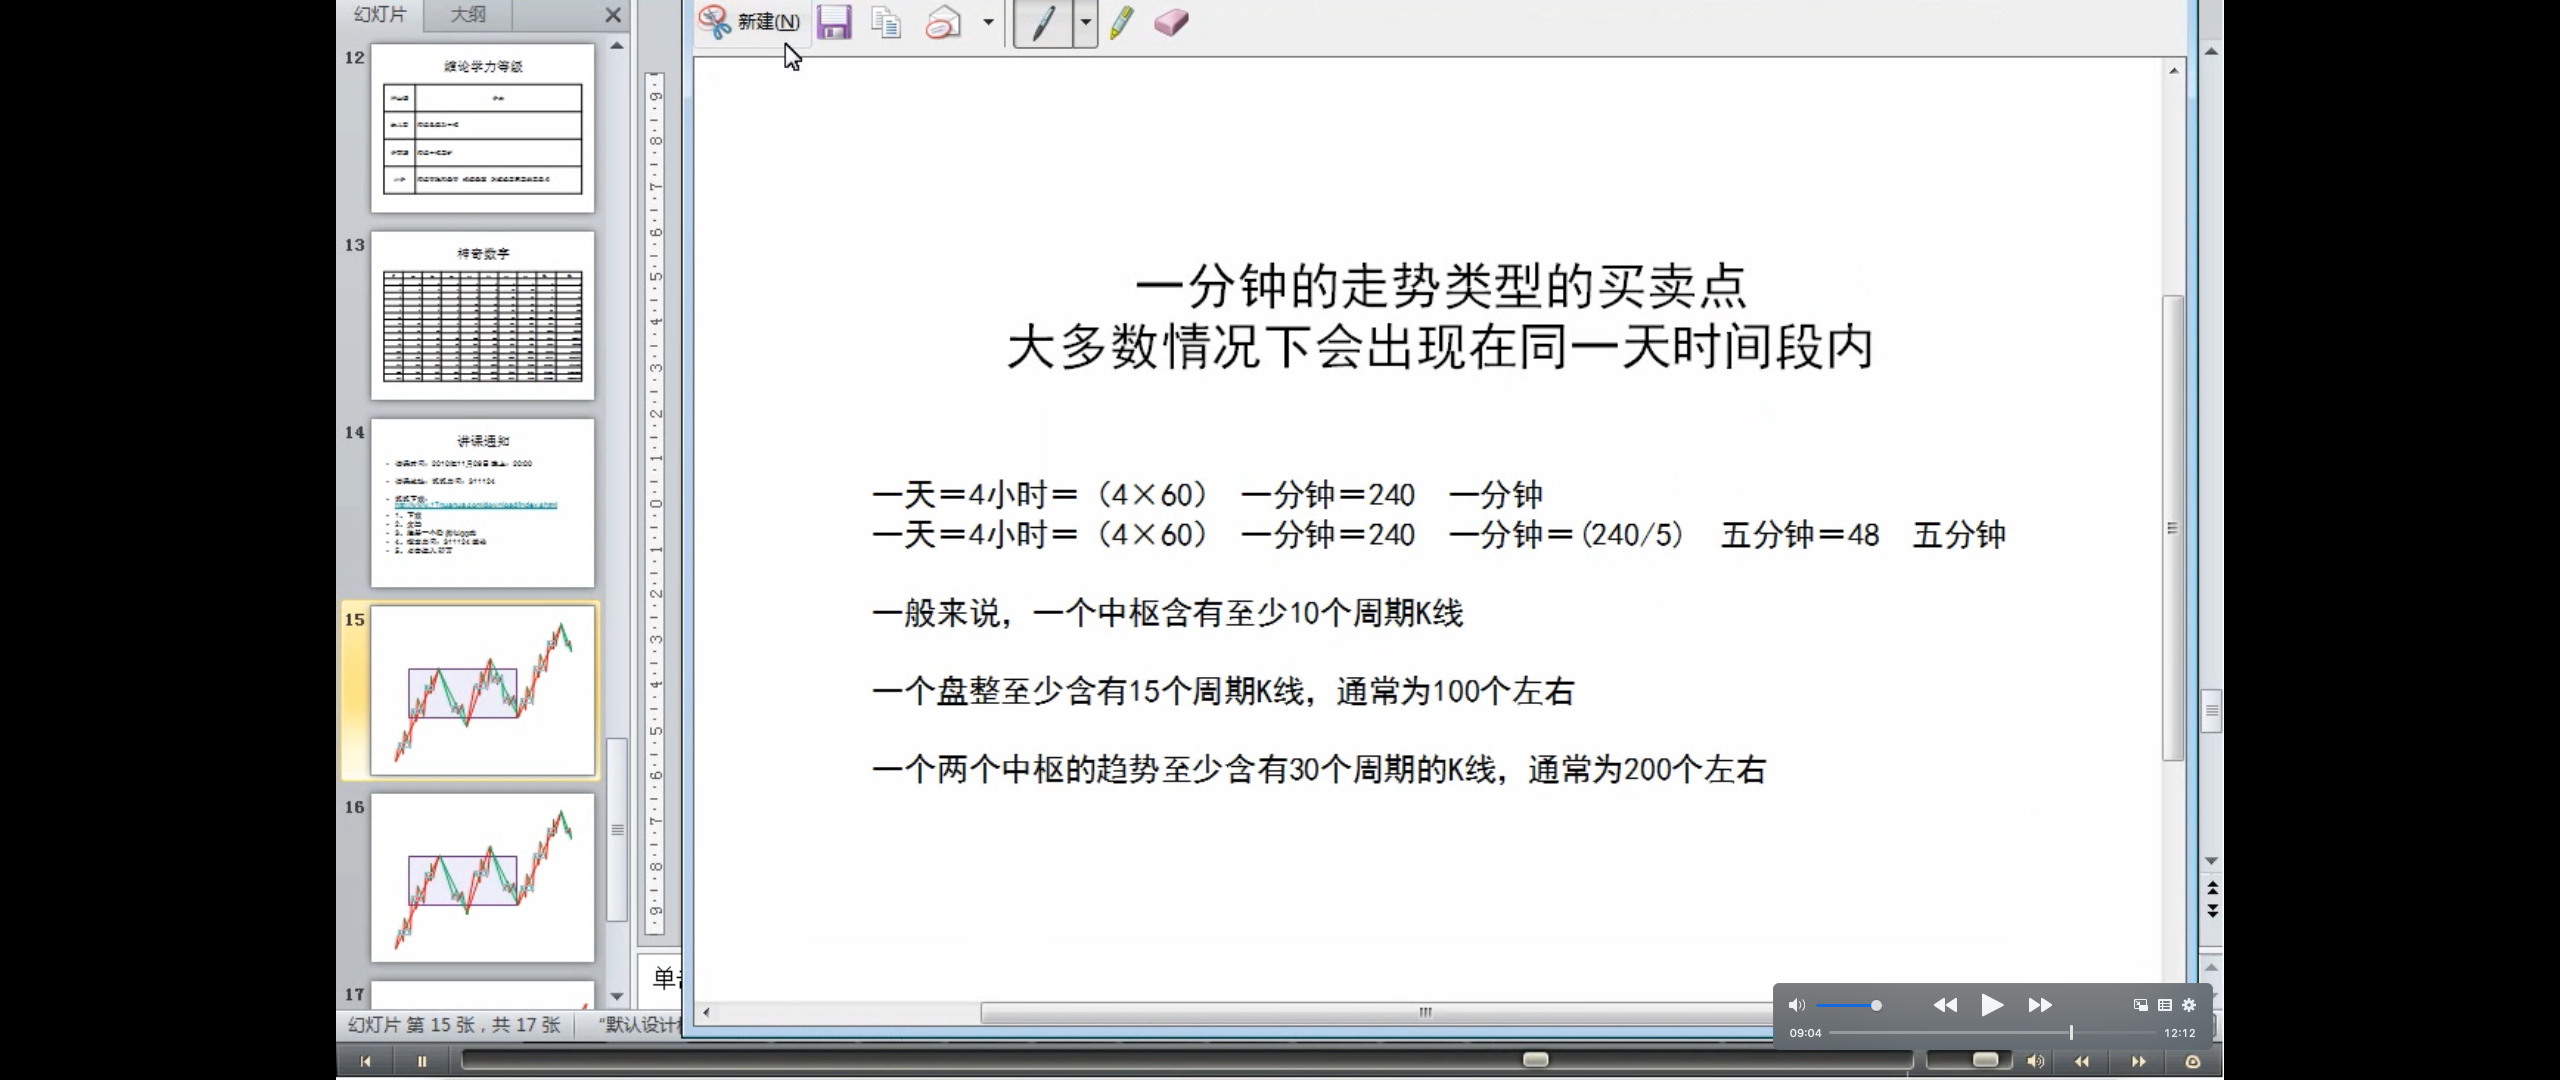 幻灯片
大纲
新建(N)
12
缠论学力等级
13
神奇数字
14
讲课通知
1、下载
15
16
17
一分钟的走势类型的买卖点
大多数情况下会出现在同一天时间段内
一天＝4小时＝（4×60） 一分钟＝240 一分钟
一天＝4小时＝（4×60） 一分钟＝240 一分钟＝(240/5） 五分钟＝48 五分钟
一般来说，一个中枢含有至少10个周期K线
一个盘整至少含有15个周期K线，通常为100个左右
一个两个中枢的趋势至少含有30个周期的K线，通常为200个左右
幻灯片 第 15 张，共 17 张
"默认设计
09:04
12:12